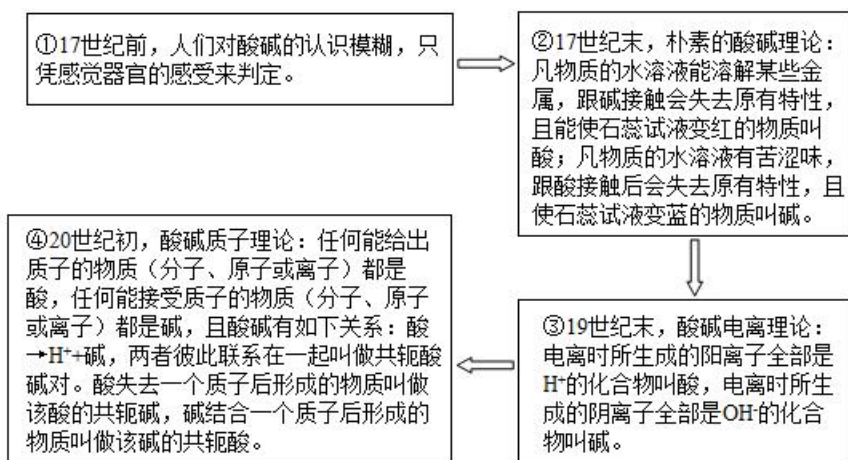 ①17世纪前，人们对酸碱的认识模糊，只
凭感觉器官的感受来判定。
②17世纪末，朴素的酸碱理论：
凡物质的水溶液能溶解某些金
属，跟碱接触会失去原有特性，
且能使石蕊试液变红的物质叫
酸；凡物质的水溶液有苦涩味，
跟酸接触后会失去原有特性，且
使石蕊试液变蓝的物质叫碱。
③19世纪末，酸碱电离理论：
电离时所生成的阳离子全部是
H⁺的化合物叫酸，电离时所生
成的阴离子全部是OH⁻的化合
物叫碱。
④20世纪初，酸碱质子理论：任何能给出
质子的物质（分子、原子或离子）都是
酸，任何能接受质子的物质（分子、原子
或离子）都是碱，且酸碱有如下关系：酸
→H⁺+碱，两者彼此联系在一起叫做共轭酸
碱对。酸失去一个质子后形成的物质叫做
该酸的共轭碱，碱结合一个质子后形成的
物质叫做该碱的共轭酸。